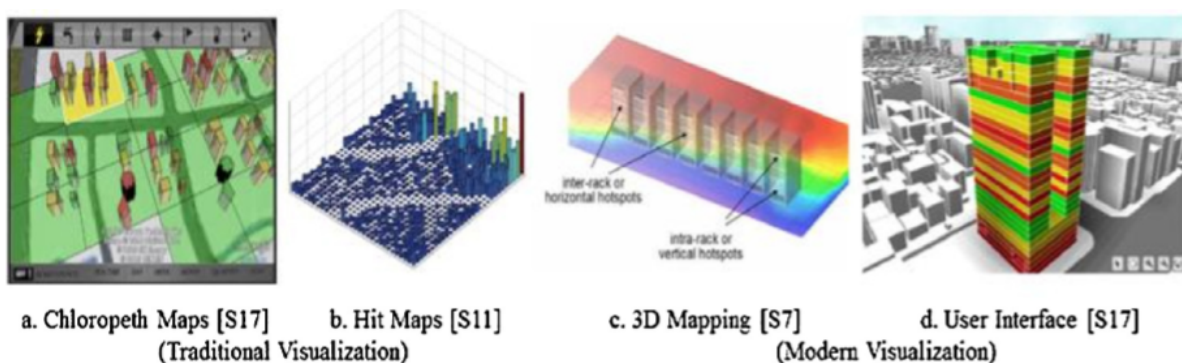 inter-rack or
horizontal hotspots
intra-rack or
vertical hotspots
a. Chloropeth Maps [S17]
b. Hit Maps [S11]
c. 3D Mapping [S7]
d. User Interface [S17]
(Traditional Visualization)
(Modern Visualization)